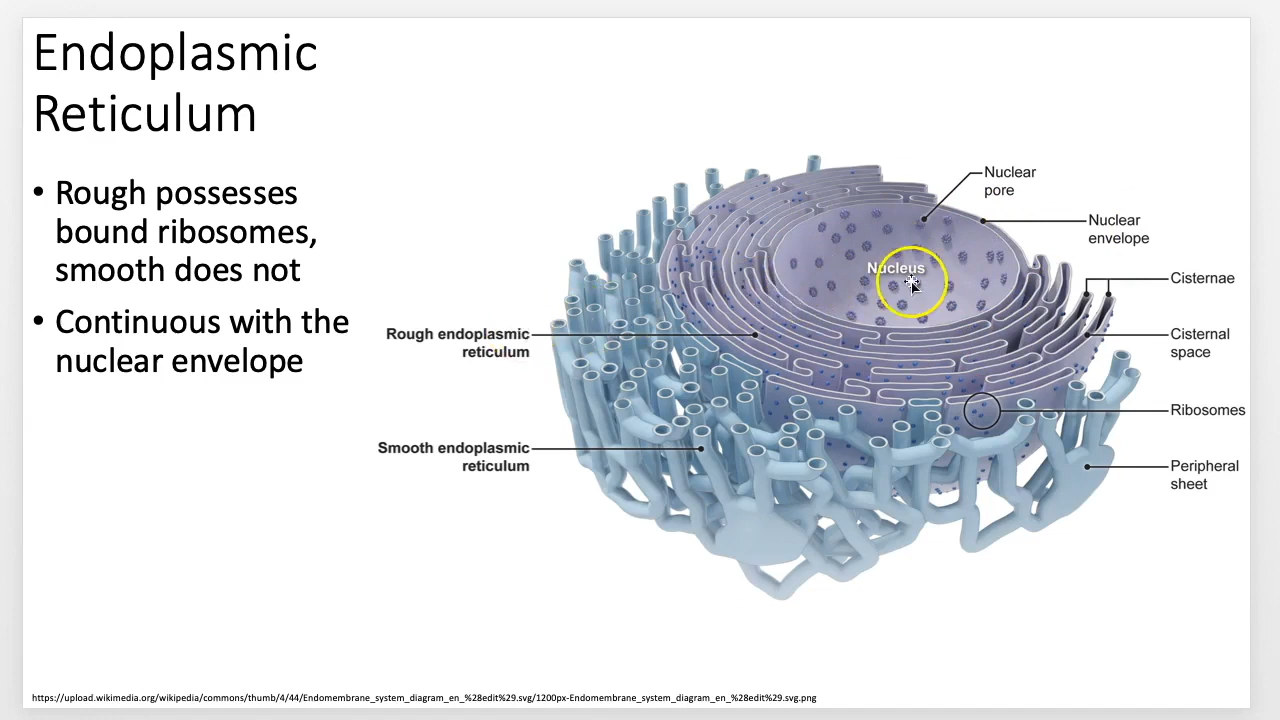 Endoplasmic
Reticulum
• Rough possesses
bound ribosomes,
smooth does not
• Continuous with the
nuclear envelope
Nuclear
pore
Nuclear
envelope
Nucleus
Cisternae
Rough endoplasmic
reticulum
Cisternal
space
Ribosomes
Smooth endoplasmic
reticulum
Peripheral
sheet
https://upload.wikimedia.org/wikipedia/commons/thumb/4/44/Endomembrane_system_diagram_en_%28edit%29.svg/1200px-Endomembrane_system_diagram_en_%28edit%29.svg.png